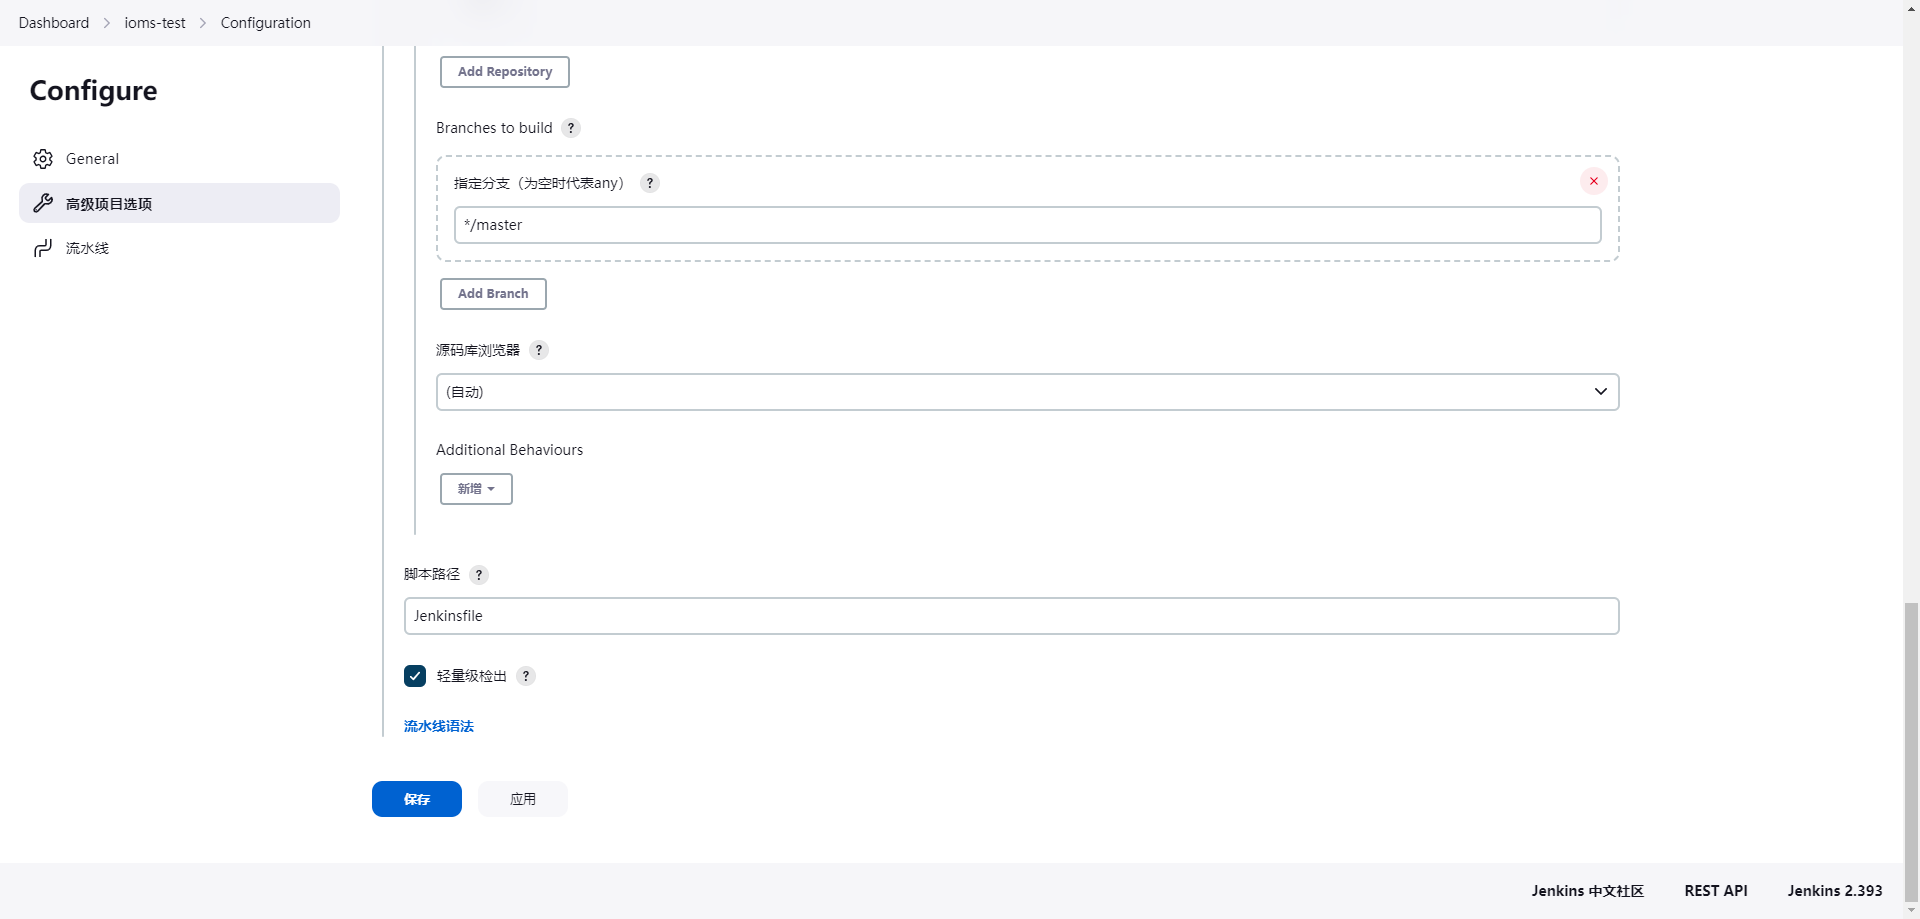 Dashboard
ioms-test
Configuration
Configure
General
高级项目选项
流水线
Add Repository
Branches to build ?
指定分支（为空时代表any） ?
*/master
Add Branch
源码库浏览器 ?
(自动)
Additional Behaviours
新增
脚本路径 ?
Jenkinsfile
轻量级检出 ?
流水线语法
保存
应用
Jenkins 中文社区
REST API
Jenkins 2.393